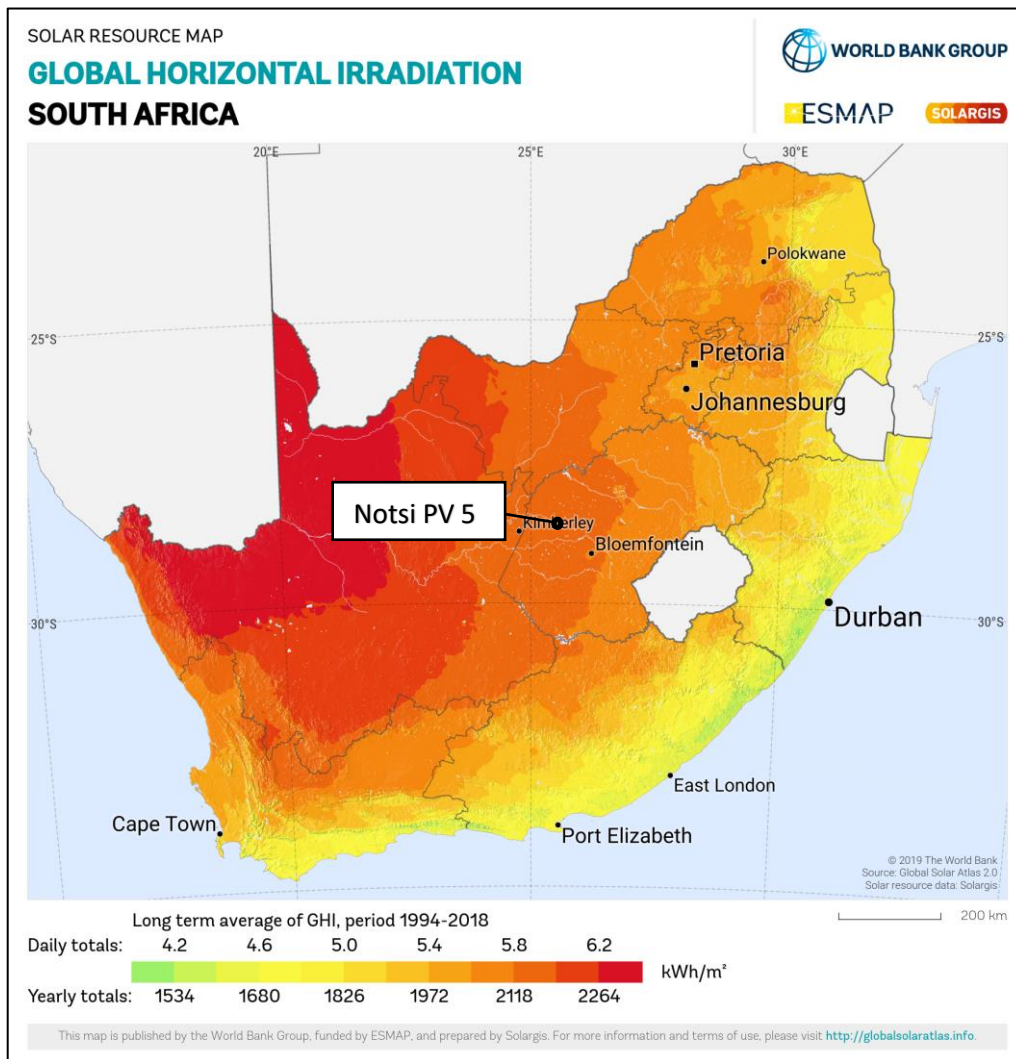 SOLAR RESOURCE MAP
GLOBAL HORIZONTAL IRRADIATION
SOUTH AFRICA
WORLD BANK GROUP
ESMAP
SOLARGIS
20°E
25°E
30°E
Polokwane
25°S
25°S
Pretoria
Johannesburg
Notsi PV 5
Kimberley
Bloemfontein
Durban
30°S
30°S
East London
Cape Town
Port Elizabeth
© 2019 The World Bank
Source: Global Solar Atlas 2.0
Solar resource data: Solargis
200 km
Long term average of GHI, period 1994-2018
Daily totals: 4.2 4.6 5.0 5.4 5.8 6.2
kWh/m²
Yearly totals: 1534 1680 1826 1972 2118 2264
This map is published by the World Bank Group, funded by ESMAP, and prepared by Solargis. For more information and terms of use, please visit http://globalsolaratlas.info.